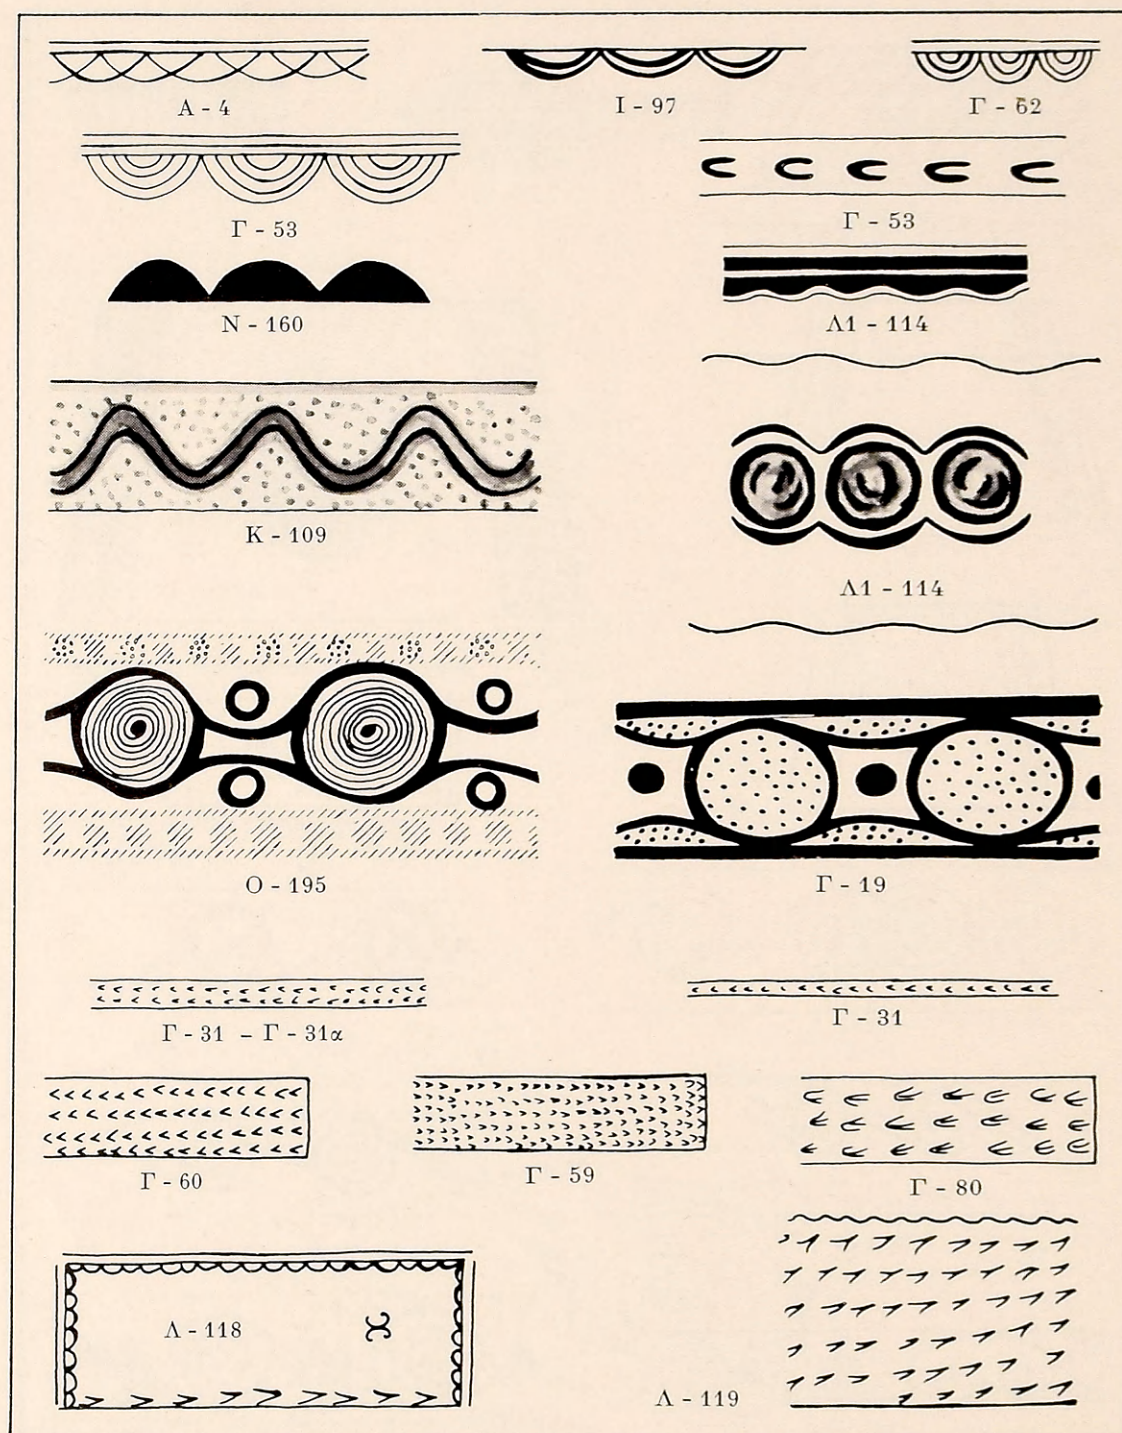 Α - 4
Ι - 97
Γ - 62
Γ - 53
Γ - 53
Ν - 160
Λ1 - 114
Κ - 109
Λ1 - 114
Ο - 195
Γ - 19
Γ - 31 – Γ - 31α
Γ - 31
Γ - 60
Γ - 59
Γ - 80
Λ - 118
Λ - 119